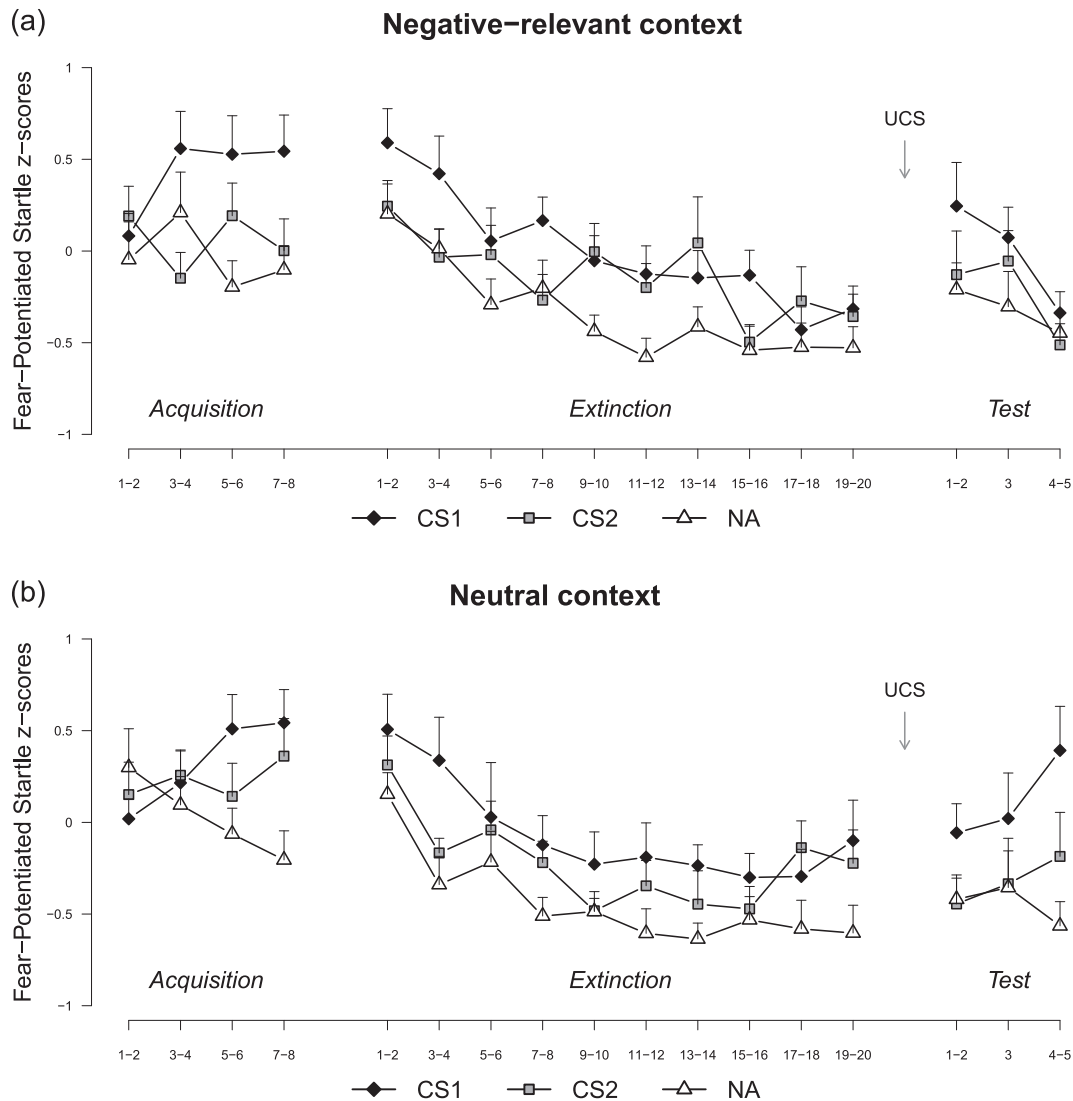 (a)
Negative−relevant context
Fear−Potentiated Startle z−scores
1
0.5
0
−0.5
−1
UCS
Acquisition
Extinction
Test
1−2 3−4 5−6 7−8 1−2 3−4 5−6 7−8 9−10 11−12 13−14 15−16 17−18 19−20 1−2 3 4−5
CS1 CS2 NA
(b)
Neutral context
Fear−Potentiated Startle z−scores
1
0.5
0
−0.5
−1
UCS
Acquisition
Extinction
Test
1−2 3−4 5−6 7−8 1−2 3−4 5−6 7−8 9−10 11−12 13−14 15−16 17−18 19−20 1−2 3 4−5
CS1 CS2 NA